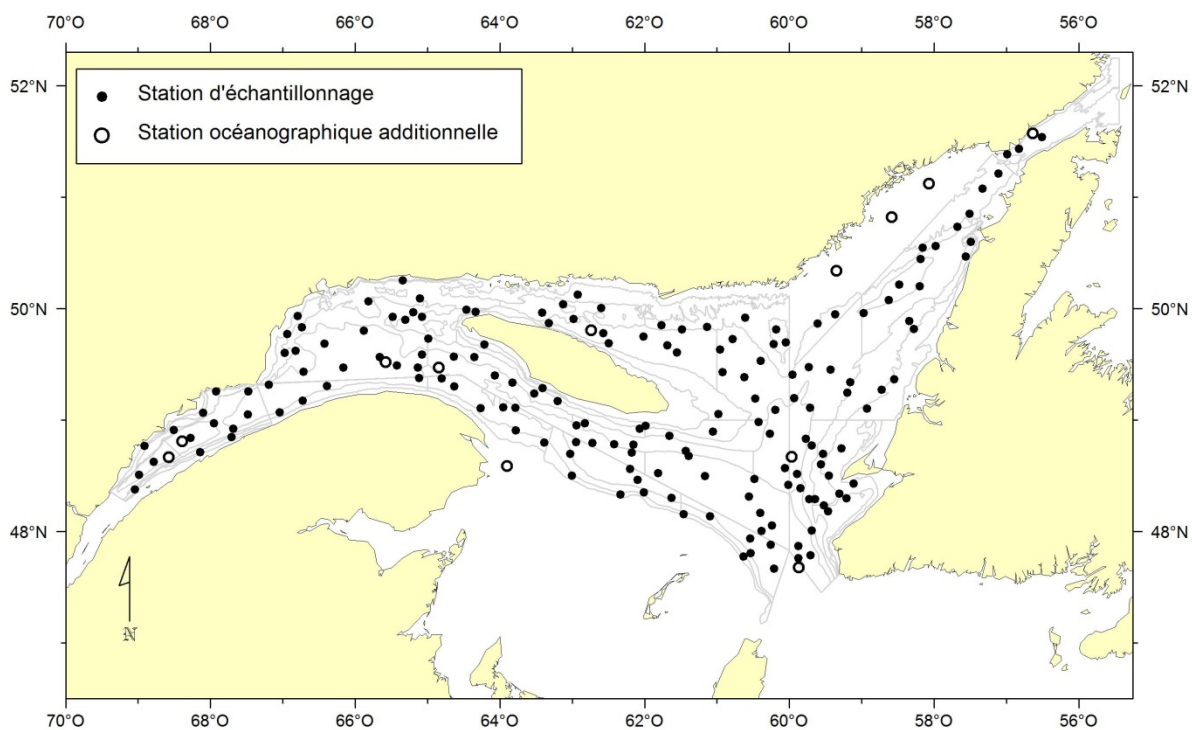 70°O 68°O 66°O 64°O 62°O 60°O 58°O 56°O
52°N 52°N
Station d'échantillonnage
Station océanographique additionnelle
50°N 50°N
48°N 48°N
N
70°O 68°O 66°O 64°O 62°O 60°O 58°O 56°O